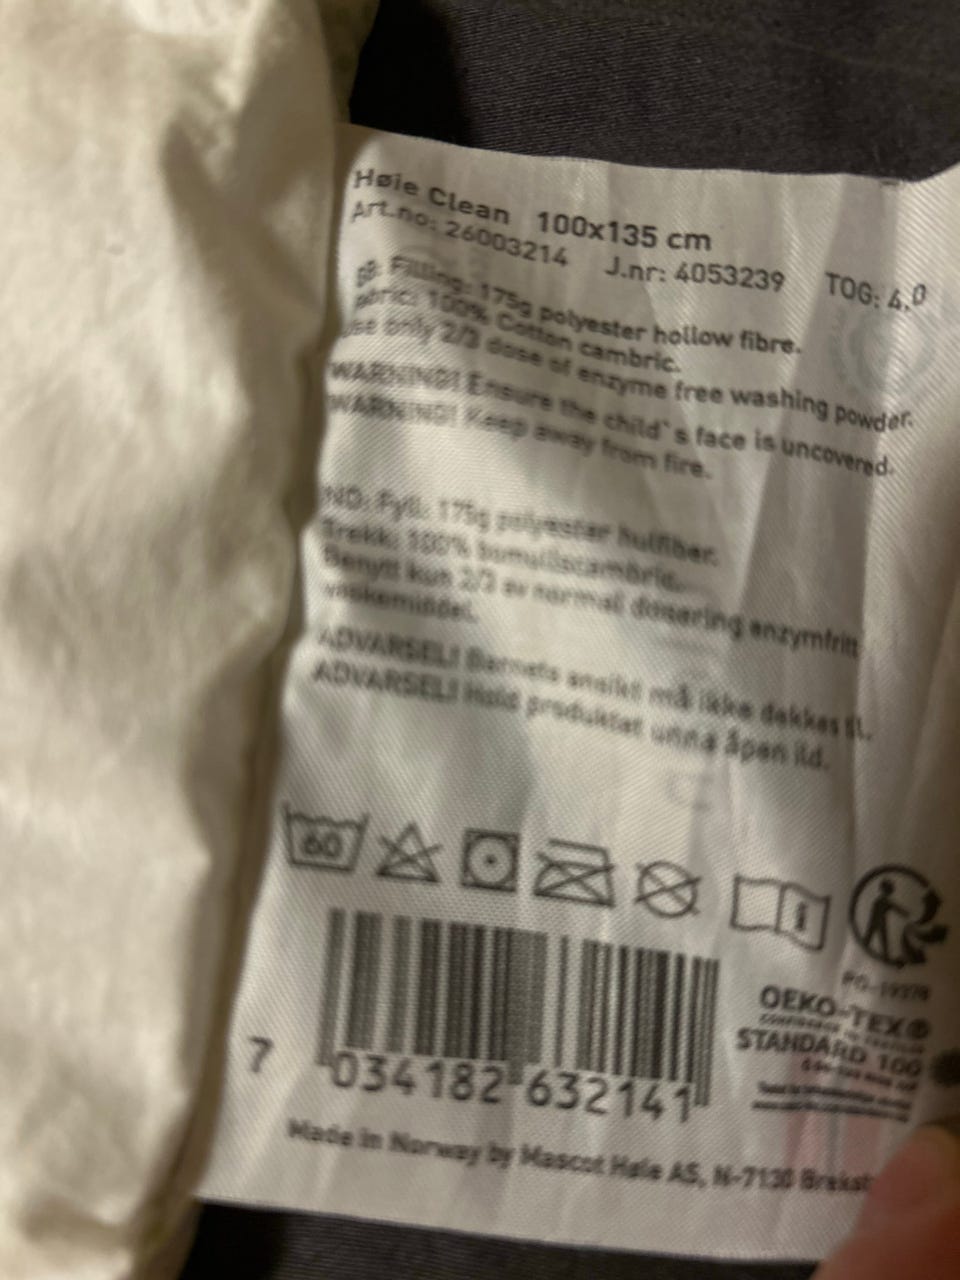 Høie Clean 100x135 cm
Art.no: 26003214 J.nr: 4053239 TOG: 4,0
GB: Filling: 175g polyester hollow fibre.
abric: 100% Cotton cambric.
Use only 2/3 dose of enzyme free washing powder.
WARNING! Ensure the child`s face is uncovered.
WARNING! Keep away from fire.
NO: Fyll: 175g polyester hulfiber.
Trekk: 100% bomullscambric.
Benytt kun 2/3 av normal dosering enzymfritt
vaskemiddel.
ADVARSEL! Barnets ansikt må ikke dekkes til.
ADVARSEL! Hold produktet unna åpen ild.
60
i
7 034182 632141
OEKO-TEX®
STANDARD 100
Made in Norway by Mascot Høie AS, N-7130 Brekst